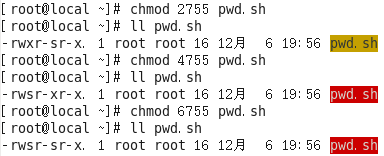 [root@local ~]# chmod 2755 pwd.sh
[root@local ~]# ll pwd.sh
-rwxr-sr-x. 1 root root 16 12月  6 19:56 pwd.sh
[root@local ~]# chmod 4755 pwd.sh
[root@local ~]# ll pwd.sh
-rwsr-xr-x. 1 root root 16 12月  6 19:56 pwd.sh
[root@local ~]# chmod 6755 pwd.sh
[root@local ~]# ll pwd.sh
-rwsr-sr-x. 1 root root 16 12月  6 19:56 pwd.sh